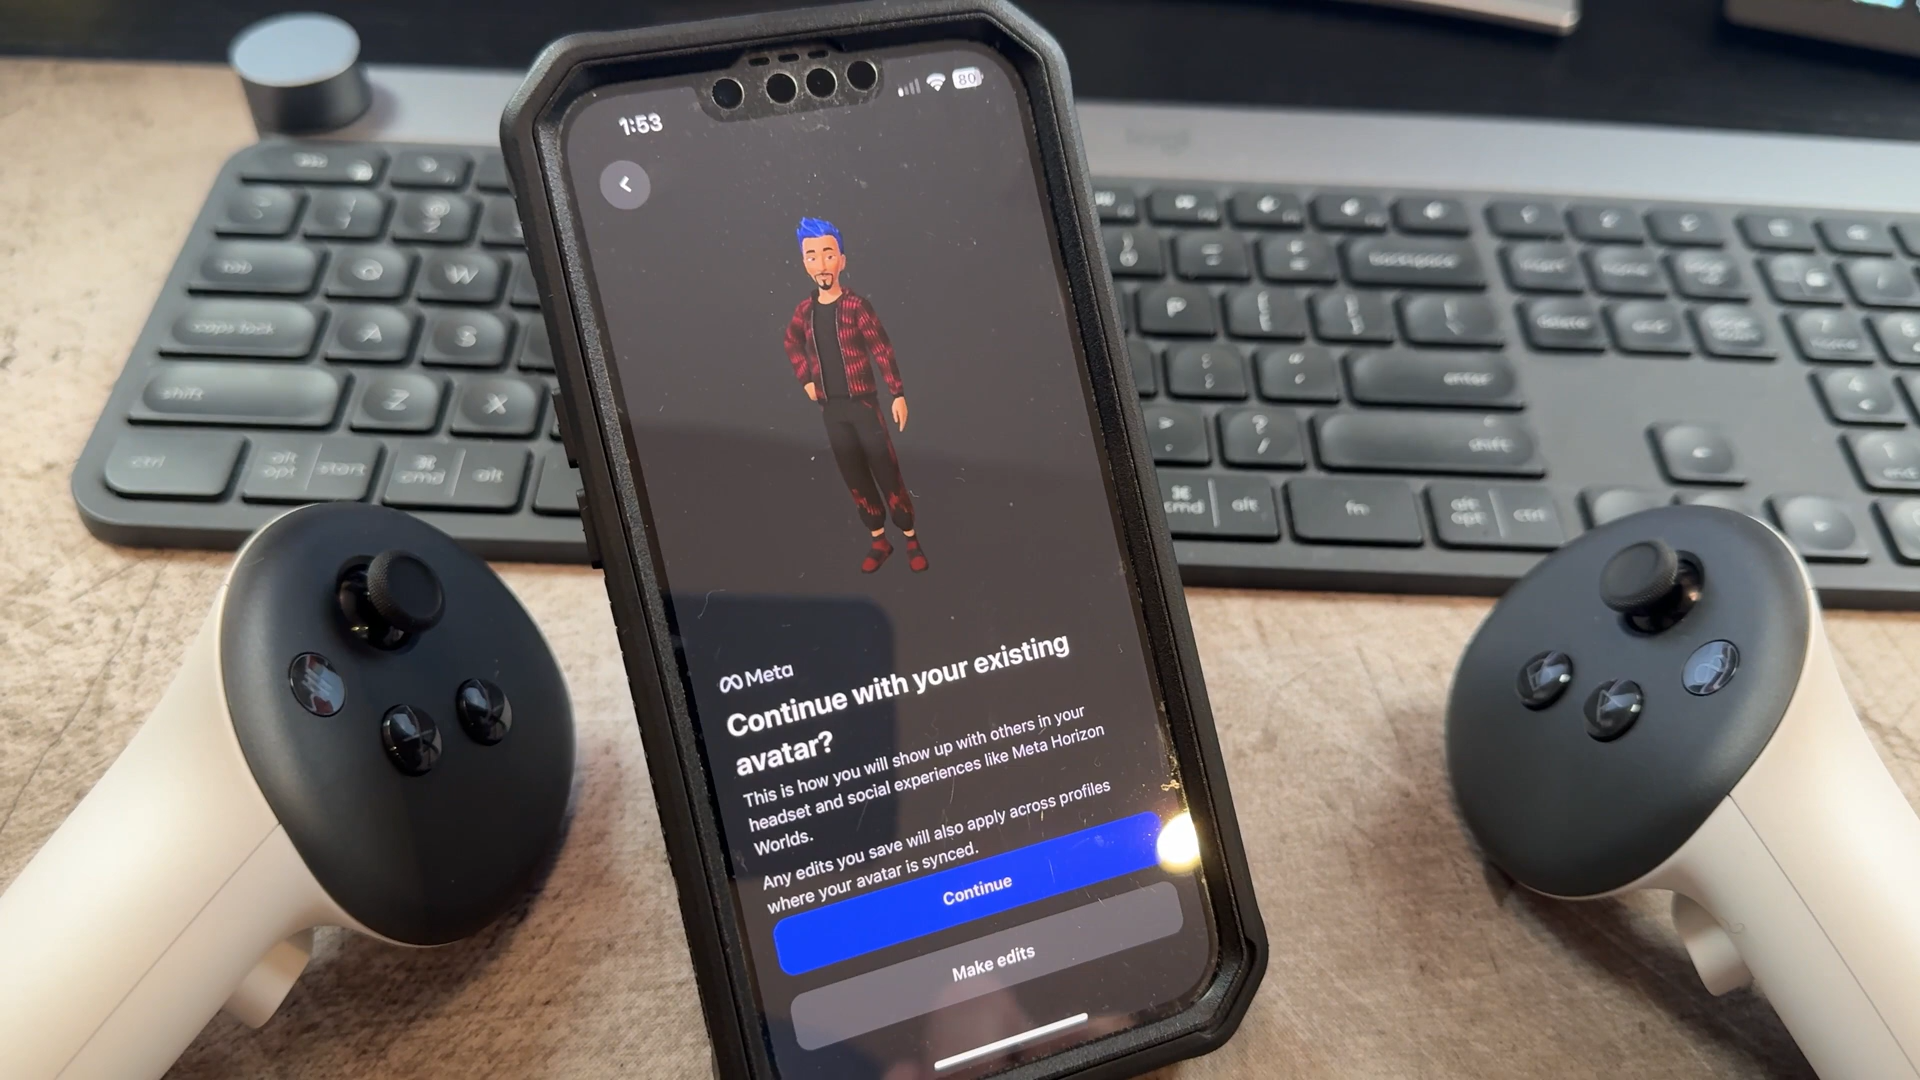 1:53
80
Meta
Continue with your existing
avatar?
This is how you will show up with others in your
headset and social experiences like Meta Horizon
Worlds.
Any edits you save will also apply across profiles
where your avatar is synced.
Continue
Make edits
tab
Q
W
caps lock
A
S
shift
Z
X
ctrl
alt
opt
start
⌘
cmd
alt
backspace
P
delete
enter
?
/
shift
⌘
cmd
alt
fn
alt
opt
ctrl